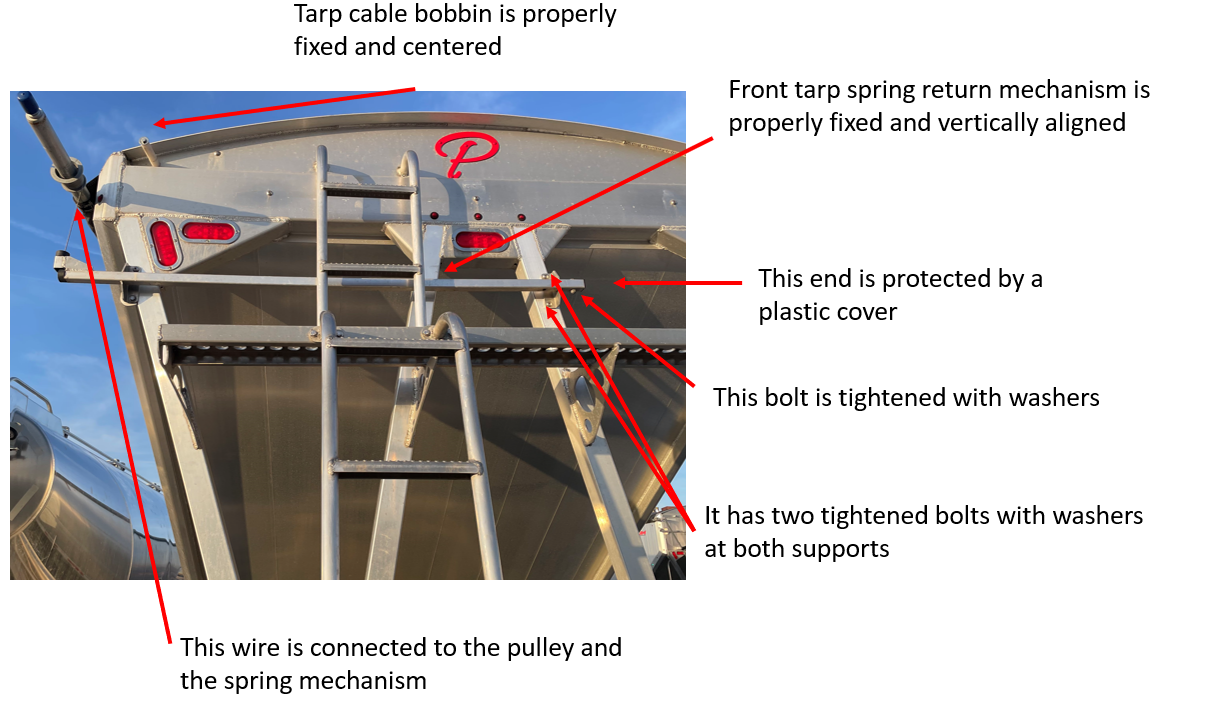 Tarp cable bobbin is properly
fixed and centered
Front tarp spring return mechanism is
properly fixed and vertically aligned
P
This end is protected by a
plastic cover
This bolt is tightened with washers
It has two tightened bolts with washers
at both supports
This wire is connected to the pulley and
the spring mechanism